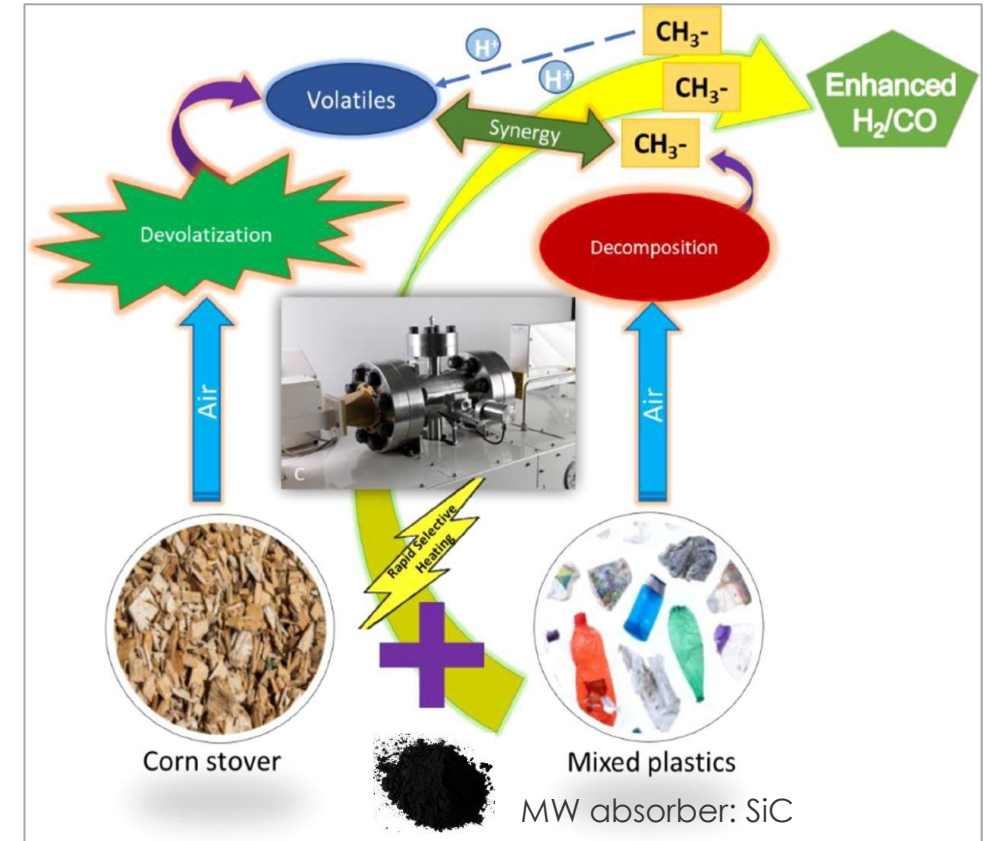 CH₃-
H⁺
H⁺
CH₃-
Enhanced
H₂/CO
Volatiles
Synergy
CH₃-
Devolatization
Decomposition
Air
Air
C
Rapid Selective
Heating
Corn stover
Mixed plastics
MW absorber: SiC